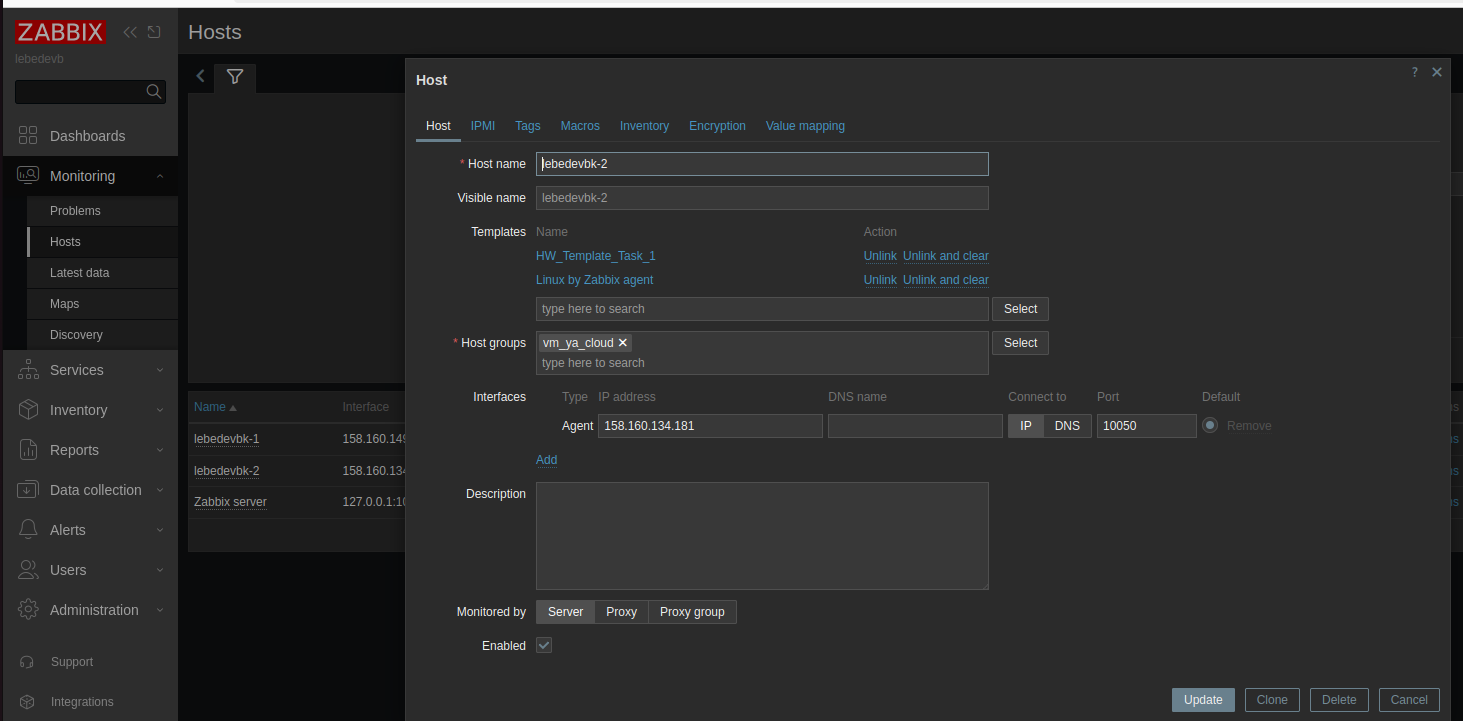 ZABBIX
lebedevb
Dashboards
Monitoring
Problems
Hosts
Latest data
Maps
Discovery
Services
Inventory
Reports
Data collection
Alerts
Users
Administration
Support
Integrations
Hosts
Name Interface
lebedevbk-1 158.160.149
lebedevbk-2 158.160.134
Zabbix server 127.0.0.1:10
Host ?
Host IPMI Tags Macros Inventory Encryption Value mapping
* Host name lebedevbk-2
Visible name lebedevbk-2
Templates Name Action
HW_Template_Task_1 Unlink Unlink and clear
Linux by Zabbix agent Unlink Unlink and clear
type here to search Select
* Host groups vm_ya_cloud Select
type here to search
Interfaces Type IP address DNS name Connect to Port Default
Agent 158.160.134.181 IP DNS 10050 Remove
Add
Description
Monitored by Server Proxy Proxy group
Enabled
Update Clone Delete Cancel